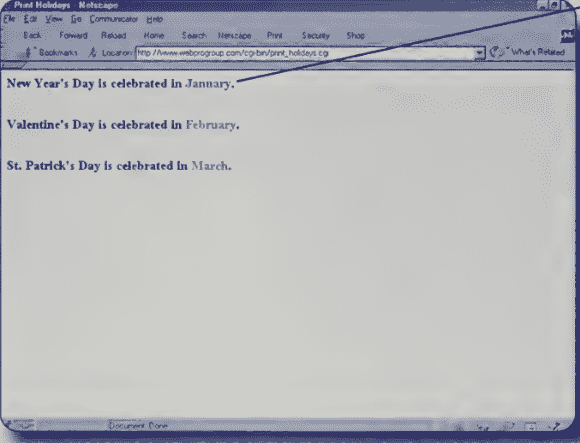 Print Holidays - Netscape
File Edit View Go Communicator Help
Back Forward Reload Home Search Netscape Print Security Shop
Bookmarks Location: http://www.webprogroup.com/cgi-bin/print_holidays.cgi What's Related
New Year's Day is celebrated in January.
Valentine's Day is celebrated in February.
St. Patrick's Day is celebrated in March.
Document: Done